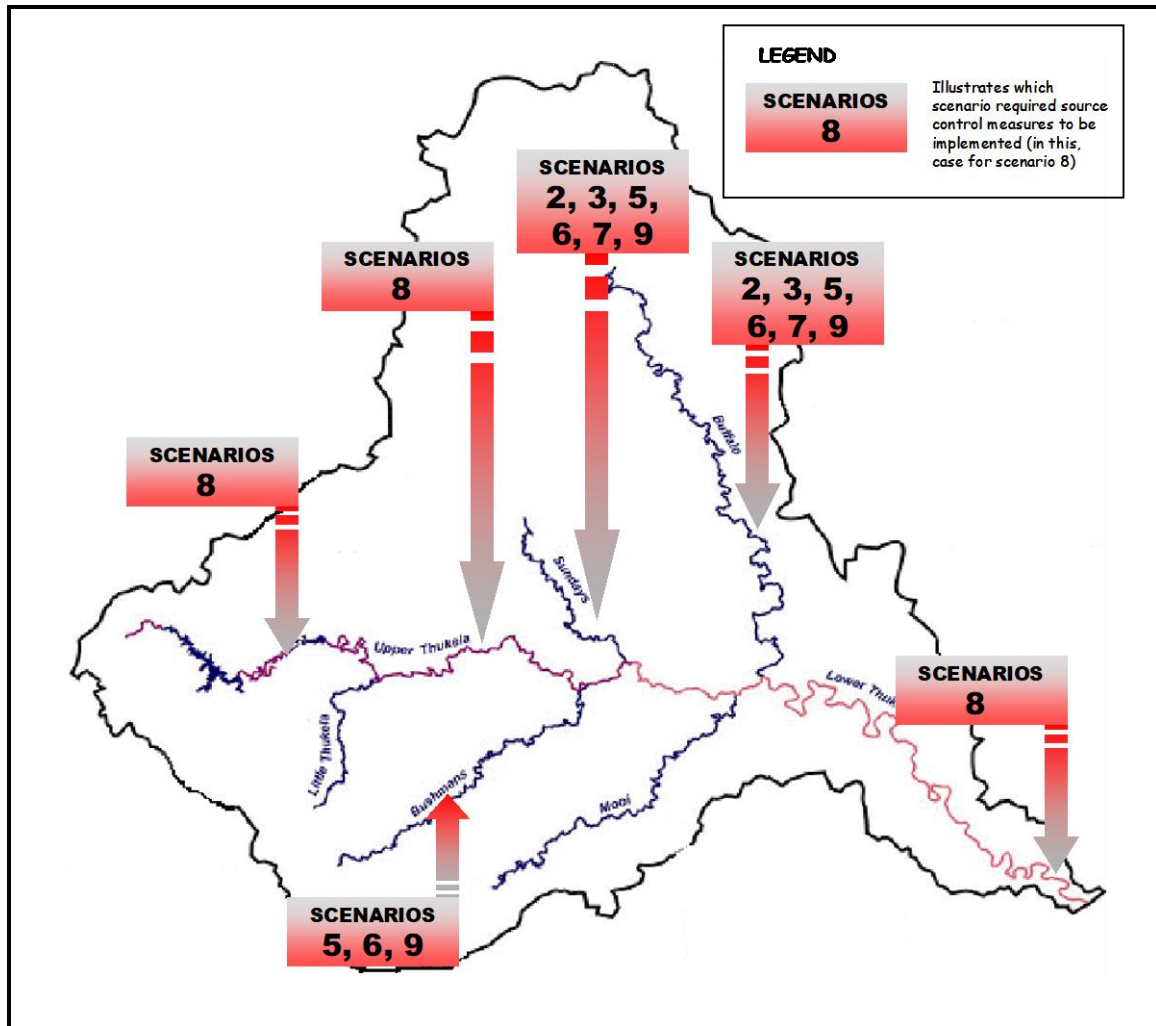 LEGEND
SCENARIOS
8
Illustrates which
scenario required source
control measures to be
implemented (in this,
case for scenario 8)
SCENARIOS
2, 3, 5,
6, 7, 9
SCENARIOS
8
SCENARIOS
2, 3, 5,
6, 7, 9
SCENARIOS
8
Buffalo
Sundays
Upper Thukela
Little Thukela
Bushmans
Mooi
Lower
SCENARIOS
8
SCENARIOS
5, 6, 9